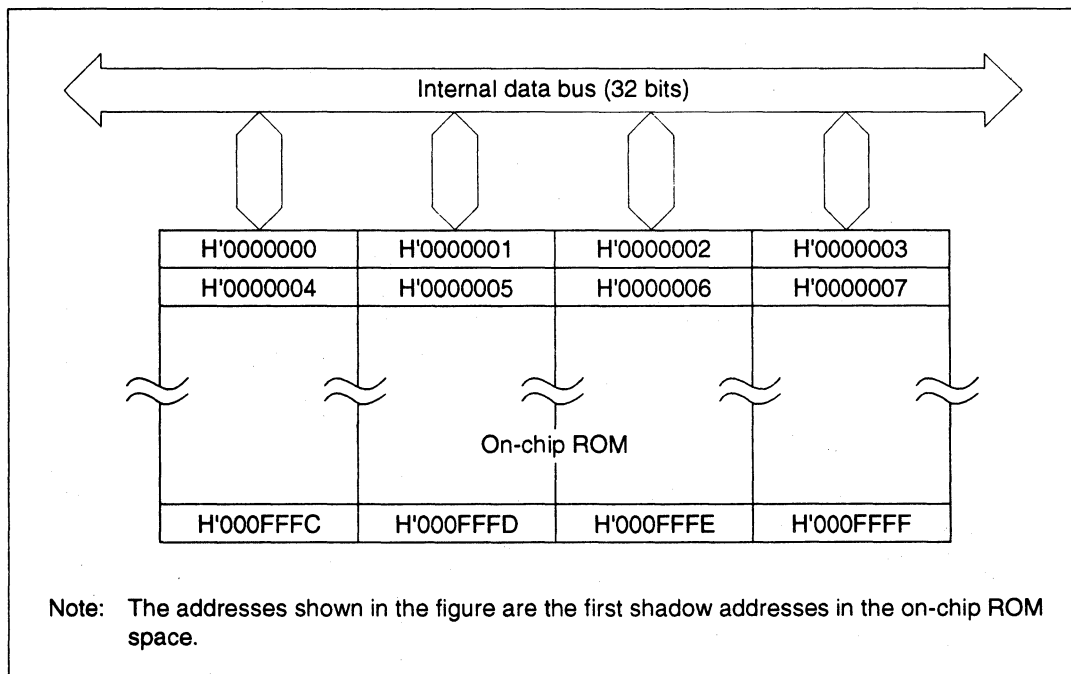 Internal data bus (32 bits)
H'0000000 H'0000001 H'0000002 H'0000003
H'0000004 H'0000005 H'0000006 H'0000007
On-chip ROM
H'000FFFC H'000FFFD H'000FFFE H'000FFFF
Note: The addresses shown in the figure are the first shadow addresses in the on-chip ROM
space.